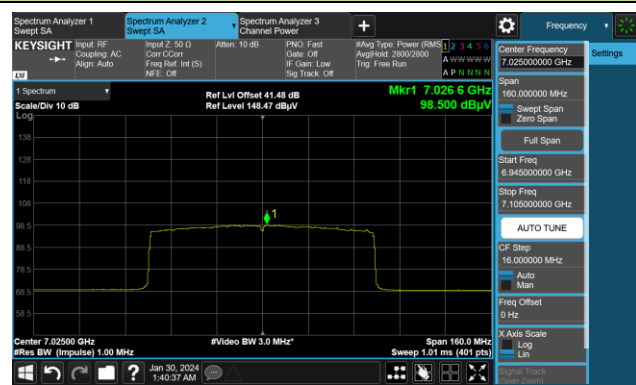 Spectrum Analyzer 1
Swept SA
Spectrum Analyzer 2
Swept SA
Spectrum Analyzer 3
Channel Power
Frequency
KEYSIGHT
Input: RF
Coupling: AC
Align: Auto
Input Z: 50 Ω
Corr CCorr
Freq Ref: Int (S)
NFE: Off
Atten: 10 dB
PNO: Fast
Gate: Off
IF Gain: Low
Sig Track: Off
#Avg Type: Power (RMS
Avg|Hold: 2800/2800
Trig: Free Run
1 2 3 4 5 6
A W W W W W
A P N N N N
LXI
1 Spectrum
Scale/Div 10 dB
Log
Ref Lvl Offset 41.48 dB
Ref Level 148.47 dBµV
Mkr1 7.026 6 GHz
98.500 dBµV
138
128
118
108
98.5
88.5
78.5
68.5
58.5
1
Center 7.02500 GHz
#Res BW (Impulse) 1.00 MHz
#Video BW 3.0 MHz*
Span 160.0 MHz
Sweep 1.01 ms (401 pts)
Jan 30, 2024
1:40:37 AM
Center Frequency
7.025000000 GHz
Settings
Span
160.000000 MHz
Swept Span
Zero Span
Full Span
Start Freq
6.945000000 GHz
Stop Freq
7.105000000 GHz
AUTO TUNE
CF Step
16.000000 MHz
Auto
Man
Freq Offset
0 Hz
X Axis Scale
Log
Lin
Signal Track
(Span Zoom)